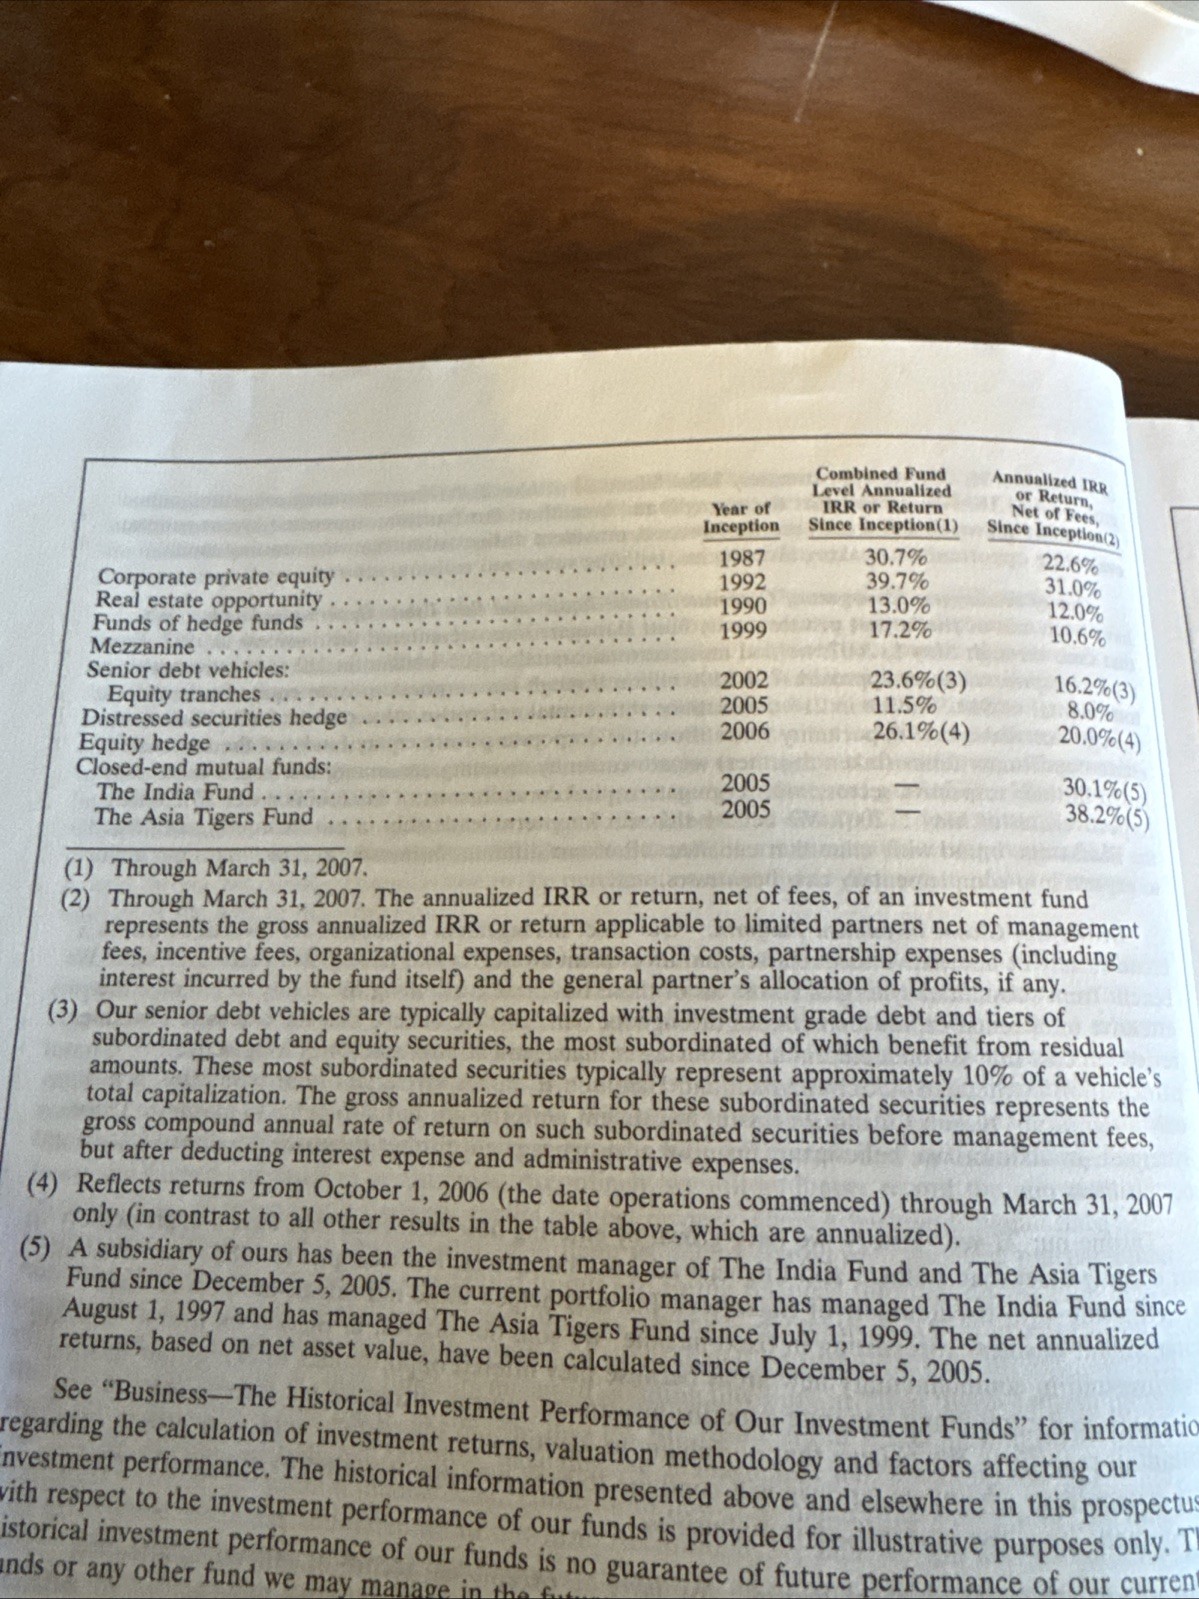 Combined Fund Level Annualized IRR or Return Since Inception(1)
Annualized IRR or Return, Net of Fees, Since Inception(2)
Year of Inception
Corporate private equity . . . . . . . . . . . . . . . . . . . . . . . . . . . 1987 30.7% 22.6%
Real estate opportunity . . . . . . . . . . . . . . . . . . . . . . . . . . . . 1992 39.7% 31.0%
Funds of hedge funds . . . . . . . . . . . . . . . . . . . . . . . . . . . . . 1990 13.0% 12.0%
Mezzanine . . . . . . . . . . . . . . . . . . . . . . . . . . . . . . . . . . . . . 1999 17.2% 10.6%
Senior debt vehicles:
Equity tranches . . . . . . . . . . . . . . . . . . . . . . . . . . . . . . . . . 2002 23.6%(3) 16.2%(3)
Distressed securities hedge . . . . . . . . . . . . . . . . . . . . . . . . . 2005 11.5% 8.0%
Equity hedge . . . . . . . . . . . . . . . . . . . . . . . . . . . . . . . . . . . 2006 26.1%(4) 20.0%(4)
Closed-end mutual funds:
The India Fund . . . . . . . . . . . . . . . . . . . . . . . . . . . . . . . . . 2005 — 30.1%(5)
The Asia Tigers Fund . . . . . . . . . . . . . . . . . . . . . . . . . . . . 2005 — 38.2%(5)
(1) Through March 31, 2007.
(2) Through March 31, 2007. The annualized IRR or return, net of fees, of an investment fund
represents the gross annualized IRR or return applicable to limited partners net of management
fees, incentive fees, organizational expenses, transaction costs, partnership expenses (including
interest incurred by the fund itself) and the general partner's allocation of profits, if any.
(3) Our senior debt vehicles are typically capitalized with investment grade debt and tiers of
subordinated debt and equity securities, the most subordinated of which benefit from residual
amounts. These most subordinated securities typically represent approximately 10% of a vehicle's
total capitalization. The gross annualized return for these subordinated securities represents the
gross compound annual rate of return on such subordinated securities before management fees,
but after deducting interest expense and administrative expenses.
(4) Reflects returns from October 1, 2006 (the date operations commenced) through March 31, 2007
only (in contrast to all other results in the table above, which are annualized).
(5) A subsidiary of ours has been the investment manager of The India Fund and The Asia Tigers
Fund since December 5, 2005. The current portfolio manager has managed The India Fund since
August 1, 1997 and has managed The Asia Tigers Fund since July 1, 1999. The net annualized
returns, based on net asset value, have been calculated since December 5, 2005.
See “Business—The Historical Investment Performance of Our Investment Funds” for informatio
regarding the calculation of investment returns, valuation methodology and factors affecting our
nvestment performance. The historical information presented above and elsewhere in this prospectus
with respect to the investment performance of our funds is provided for illustrative purposes only. Th
istorical investment performance of our funds is no guarantee of future performance of our current
unds or any other fund we may manage in the